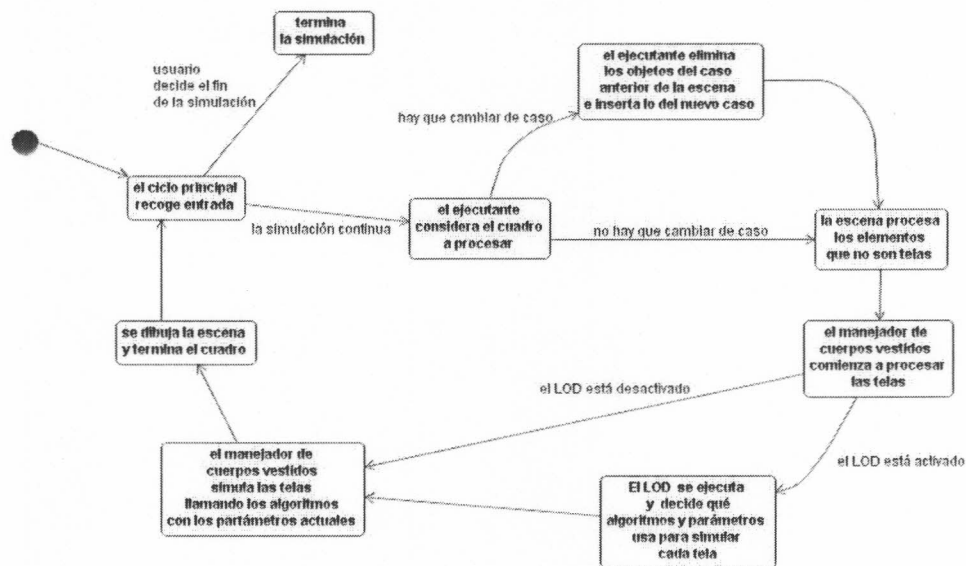 termina
la simulación
usuario
decide el fin
de la simulación
el ejecutante elimina
los objetos del caso
anterior de la escena
e inserta lo del nuevo caso
hay que cambiar de caso
el ciclo principal
recoge entrada
la simulación continua
el ejecutante
considera el cuadro
a procesar
no hay que cambiar de caso
la escena procesa
los elementos
que no son telas
se dibuja la escena
y termina el cuadro
el manejador de
cuerpos vestidos
comienza a procesar
las telas
el LOD está desactivado
el LOD está activado
el manejador de
cuerpos vestidos
simula las telas
llamando los algoritmos
con los partámetros actuales
El LOD se ejecuta
y decide qué
algoritmos y parámetros
usa para simular
cada tela